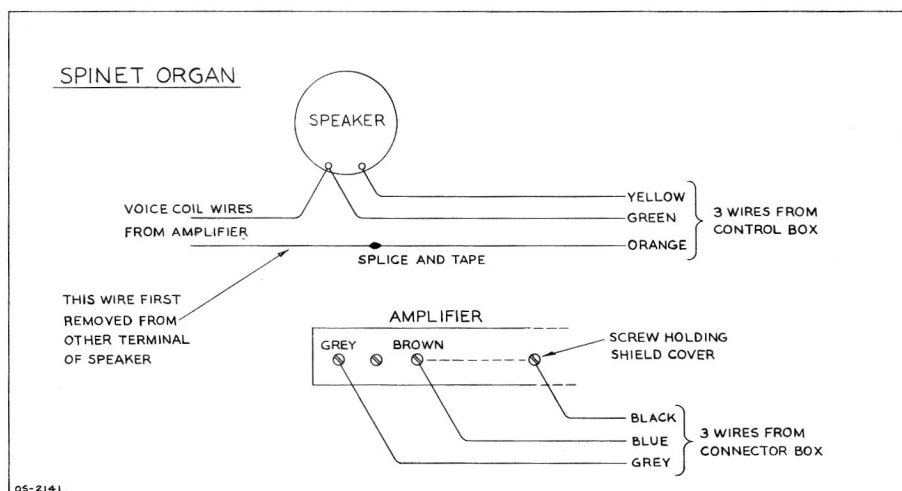 SPINET ORGAN
SPEAKER
VOICE COIL WIRES
FROM AMPLIFIER
YELLOW
GREEN
ORANGE
3 WIRES FROM
CONTROL BOX
SPLICE AND TAPE
THIS WIRE FIRST
REMOVED FROM
OTHER TERMINAL
OF SPEAKER
AMPLIFIER
GREY
BROWN
SCREW HOLDING
SHIELD COVER
BLACK
BLUE
GREY
3 WIRES FROM
CONNECTOR BOX
OS-2141